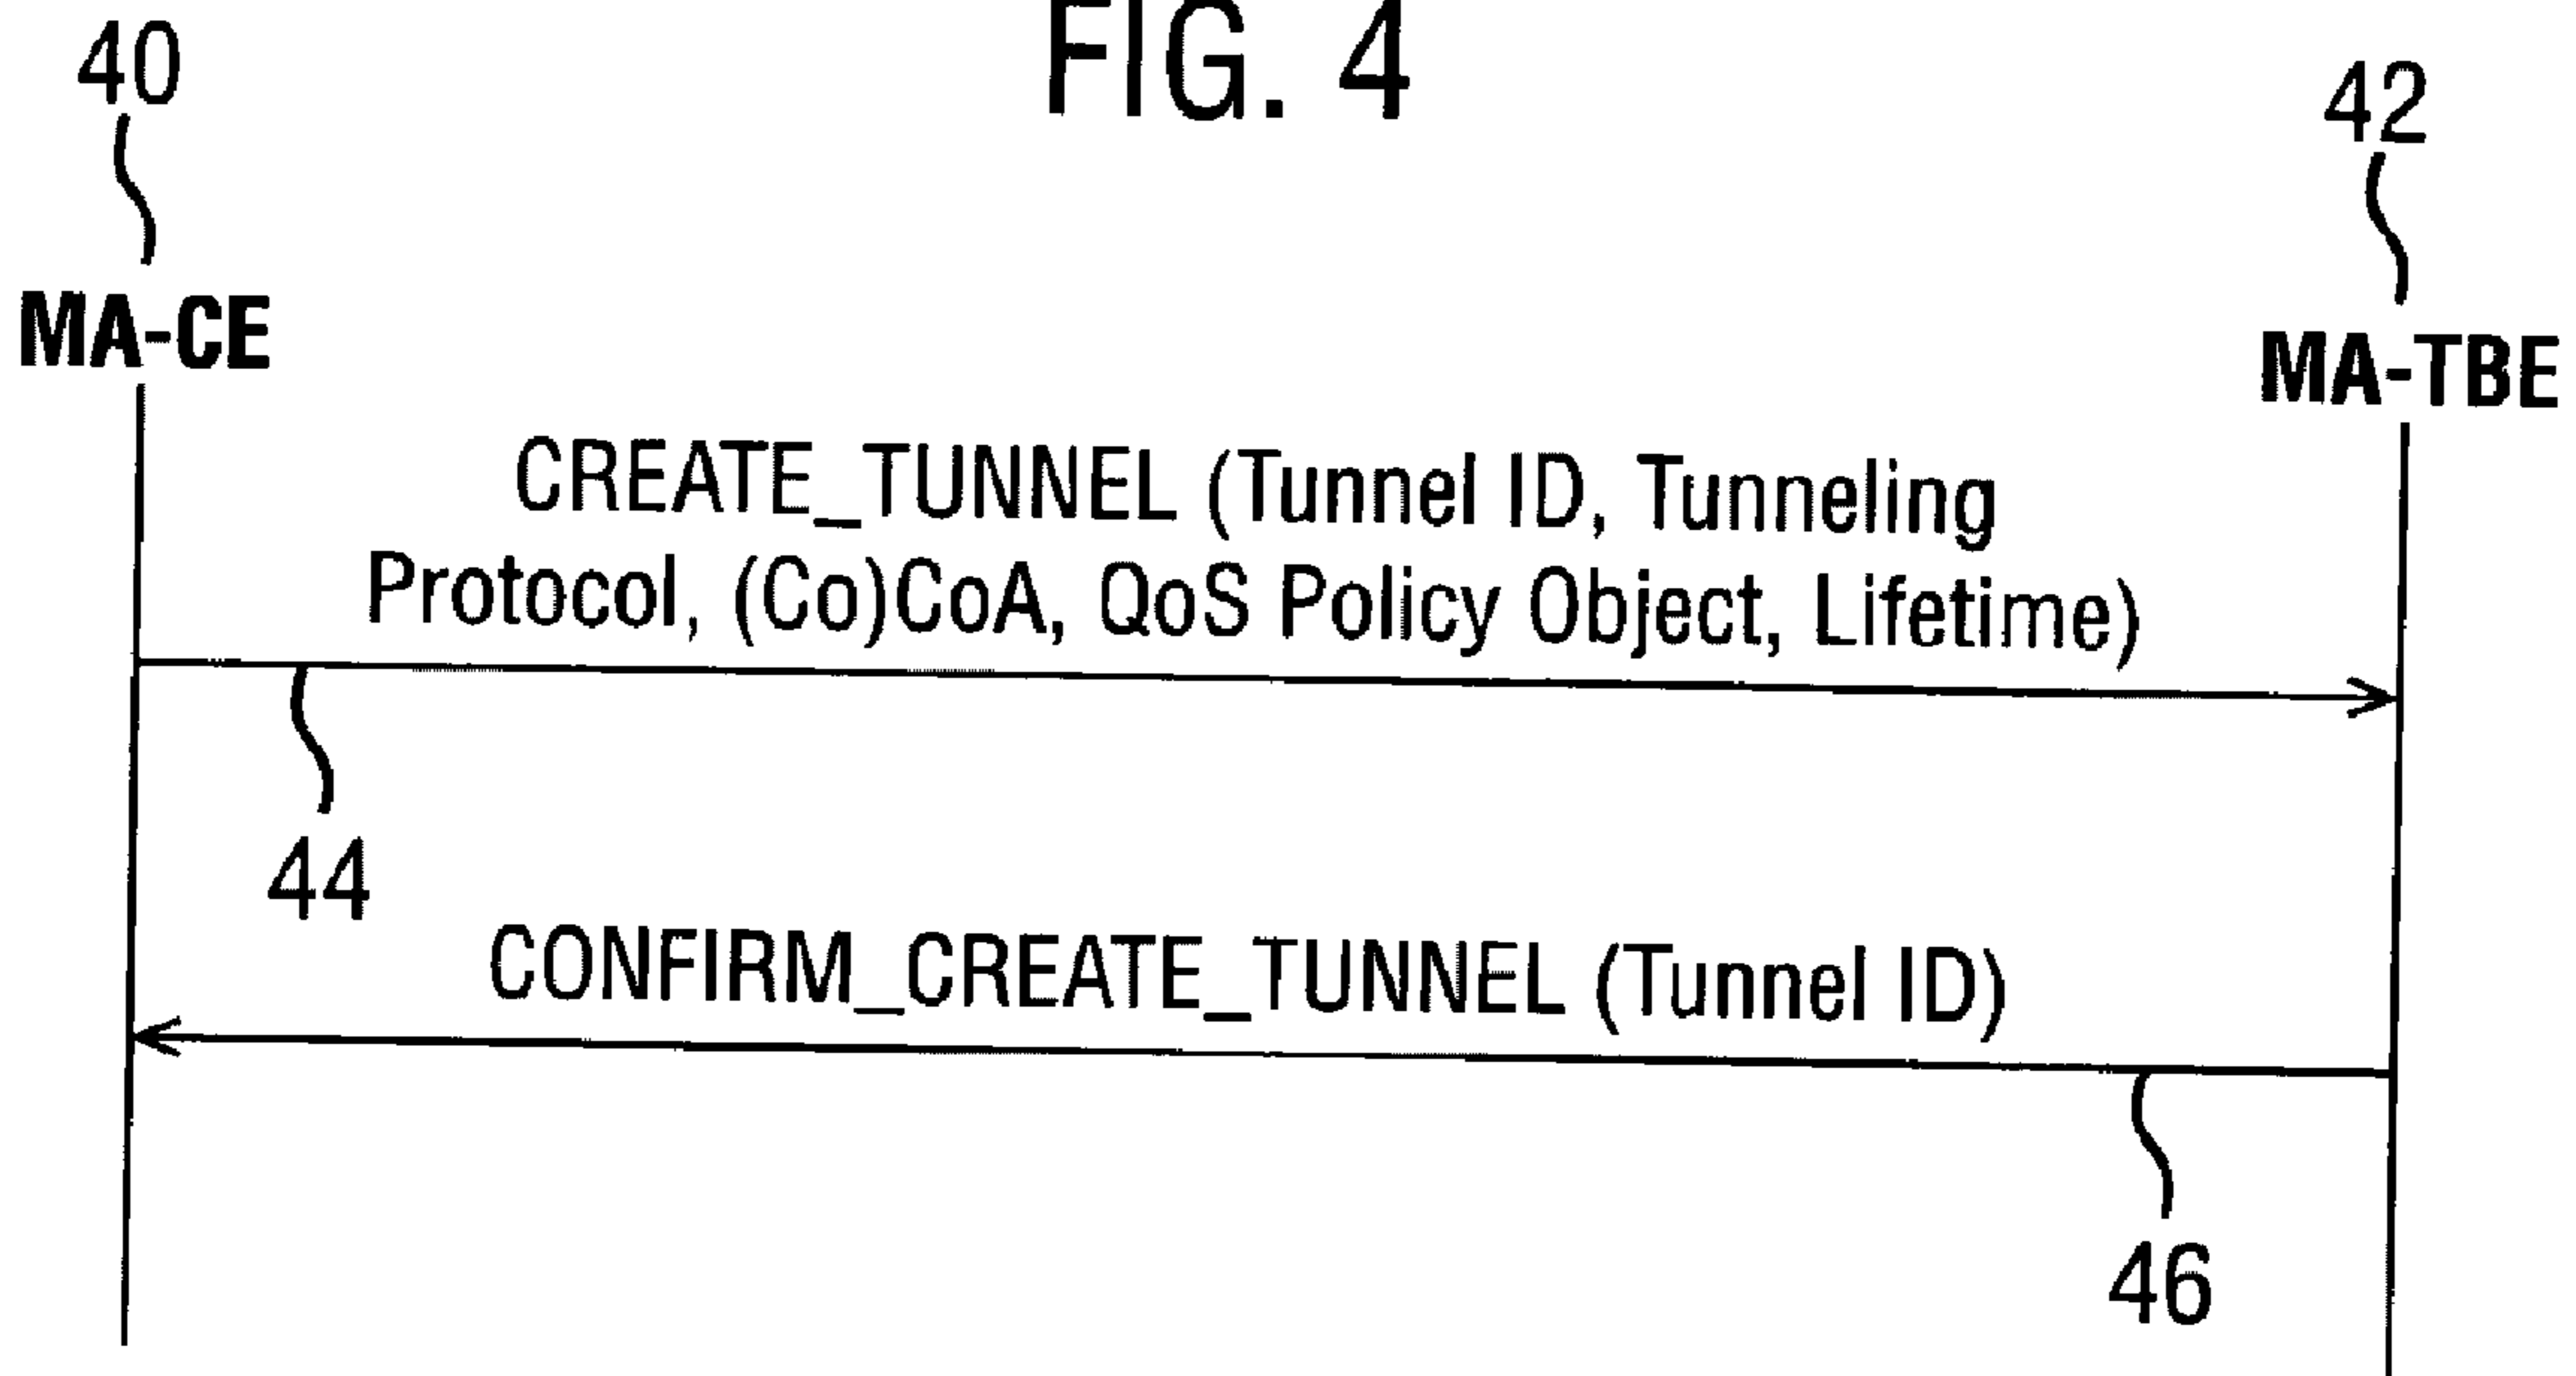 FIG. 4
40
42
MA-CE
MA-TBE
CREATE_TUNNEL (Tunnel ID, Tunneling
Protocol, (Co)CoA, QoS Policy Object, Lifetime)
44
CONFIRM_CREATE_TUNNEL (Tunnel ID)
46